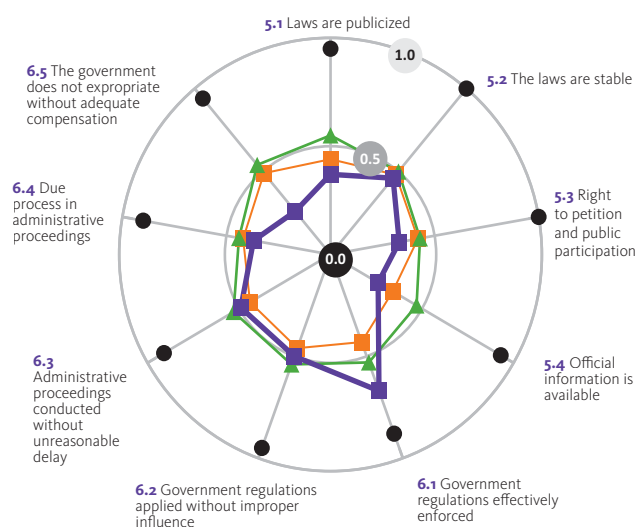 5.1 Laws are publicized
1.0
5.2 The laws are stable
6.5 The government
does not expropriate
without adequate
compensation
0.5
5.3 Right
to petition
and public
participation
6.4 Due
process in
administrative
proceedings
0.0
5.4 Official
information is
available
6.3
Administrative
proceedings
conducted
without
unreasonable
delay
6.1 Government
regulations effectively
enforced
6.2 Government regulations
applied without improper
influence